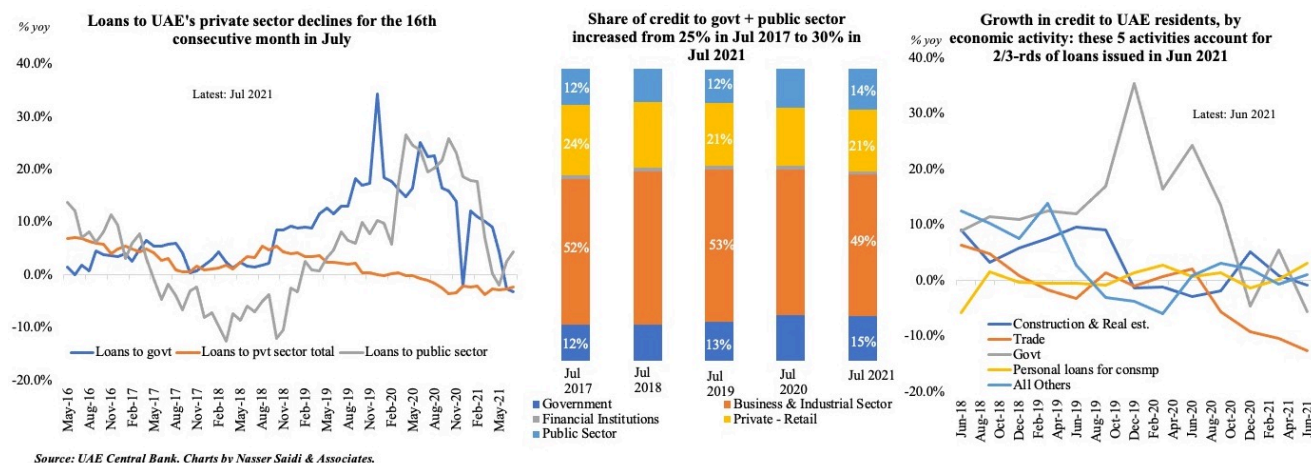 Loans to UAE's private sector declines for the 16th
consecutive month in July
% yoy
40.0%
30.0%
20.0%
10.0%
0.0%
-10.0%
-20.0%
Latest: Jul 2021
Loans to govt
Loans to pvt sector total
Loans to public sector
May-16
Aug-16
Nov-16
Feb-17
May-17
Aug-17
Nov-17
Feb-18
May-18
Aug-18
Nov-18
Feb-19
May-19
Aug-19
Nov-19
Feb-20
May-20
Aug-20
Nov-20
Feb-21
May-21
Share of credit to govt + public sector
increased from 25% in Jul 2017 to 30% in
Jul 2021
12%
12%
14%
24%
21%
21%
52%
53%
49%
12%
13%
15%
Jul
2017
Jul
2018
Jul
2019
Jul
2020
Jul 2021
Government
Business & Industrial Sector
Financial Institutions
Private - Retail
Public Sector
Growth in credit to UAE residents, by
economic activity: these 5 activities account for
2/3-rds of loans issued in Jun 2021
% yoy
40.0%
30.0%
20.0%
10.0%
0.0%
-10.0%
-20.0%
Latest: Jun 2021
Construction & Real est.
Trade
Govt
Personal loans for consmp
All Others
Jun-18
Aug-18
Oct-18
Dec-18
Feb-19
Apr-19
Jun-19
Aug-19
Oct-19
Dec-19
Feb-20
Apr-20
Jun-20
Aug-20
Oct-20
Dec-20
Feb-21
Apr-21
Jun-21
Source: UAE Central Bank. Charts by Nasser Saidi & Associates.